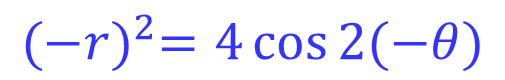 (−r)² = 4 cos 2(−θ)